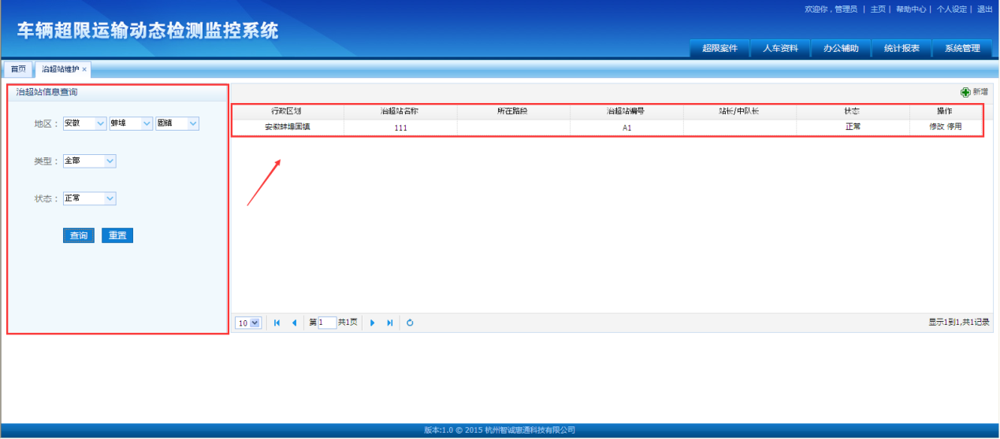 欢迎你，管理员 | 主页 | 帮助中心 | 个人设定 | 退出
车辆超限运输动态检测监控系统
超限案件 人车资料 办公辅助 统计报表 系统管理
首页 治超站维护 ×
治超站信息查询
新增
行政区划 治超站名称 所在路段 治超站编号 站长/中队长 状态 操作
安徽蚌埠固镇 111 A1 正常 修改 停用
地区： 安徽 蚌埠 固镇
类型： 全部
状态： 正常
查询 重置
10 第 1 共1页 显示1到1,共1记录
版本:1.0 © 2015 杭州智诚惠通科技有限公司